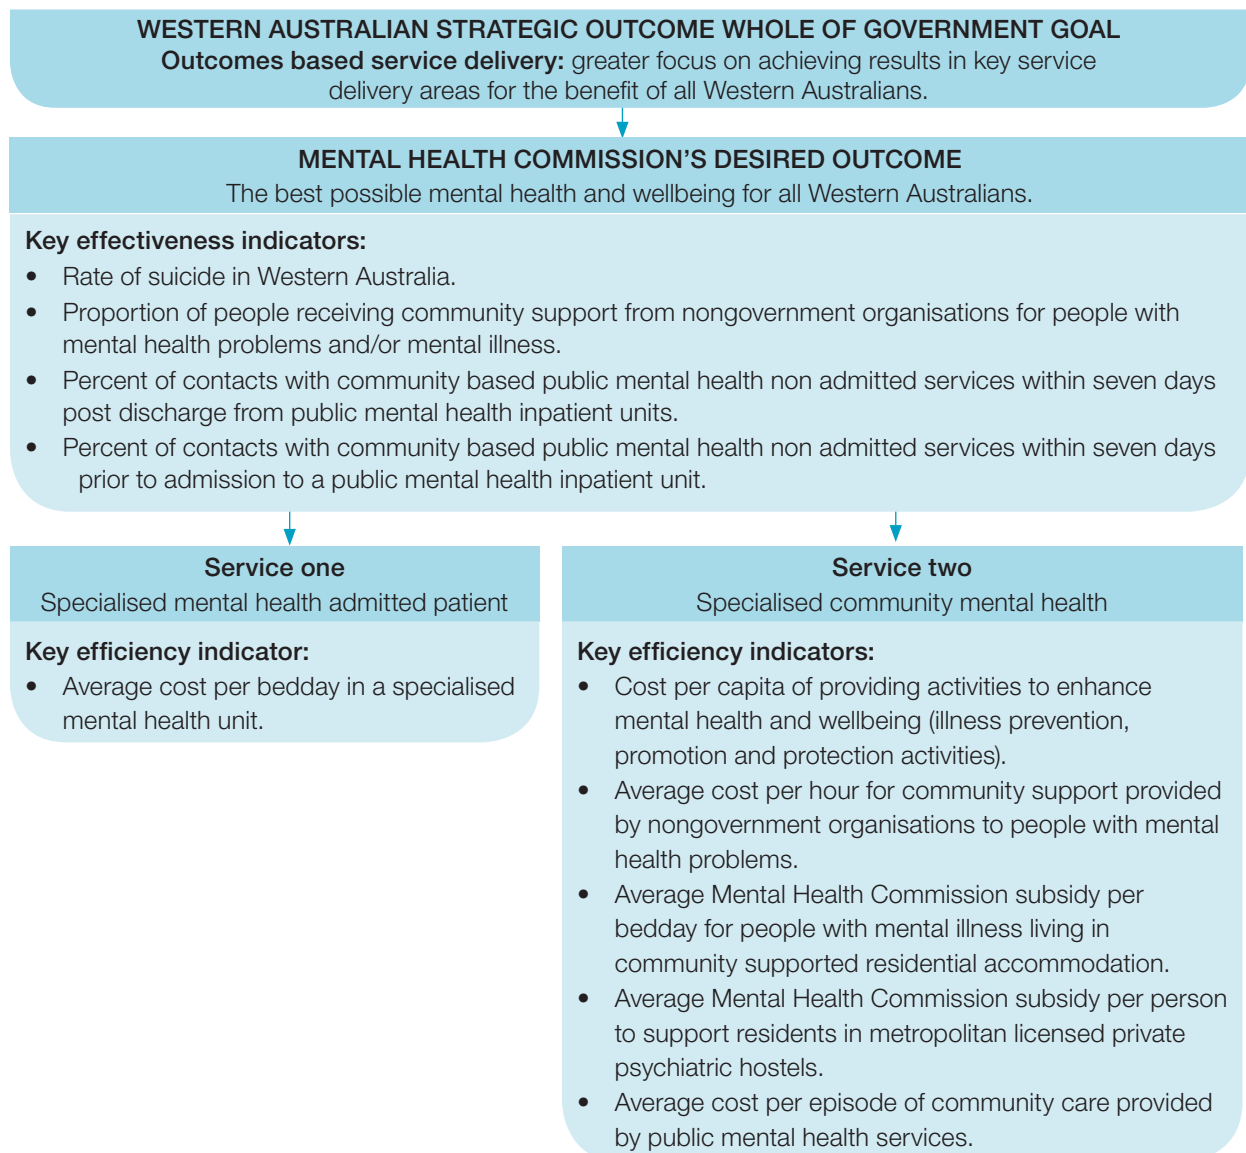 WESTERN AUSTRALIAN STRATEGIC OUTCOME WHOLE OF GOVERNMENT GOAL
Outcomes based service delivery: greater focus on achieving results in key service
delivery areas for the benefit of all Western Australians.
MENTAL HEALTH COMMISSION'S DESIRED OUTCOME
The best possible mental health and wellbeing for all Western Australians.
Key effectiveness indicators:
• Rate of suicide in Western Australia.
• Proportion of people receiving community support from nongovernment organisations for people with
mental health problems and/or mental illness.
• Percent of contacts with community based public mental health non admitted services within seven days
post discharge from public mental health inpatient units.
• Percent of contacts with community based public mental health non admitted services within seven days
prior to admission to a public mental health inpatient unit.
Service one
Specialised mental health admitted patient
Key efficiency indicator:
• Average cost per bedday in a specialised
mental health unit.
Service two
Specialised community mental health
Key efficiency indicators:
• Cost per capita of providing activities to enhance
mental health and wellbeing (illness prevention,
promotion and protection activities).
• Average cost per hour for community support provided
by nongovernment organisations to people with mental
health problems.
• Average Mental Health Commission subsidy per
bedday for people with mental illness living in
community supported residential accommodation.
• Average Mental Health Commission subsidy per person
to support residents in metropolitan licensed private
psychiatric hostels.
• Average cost per episode of community care provided
by public mental health services.